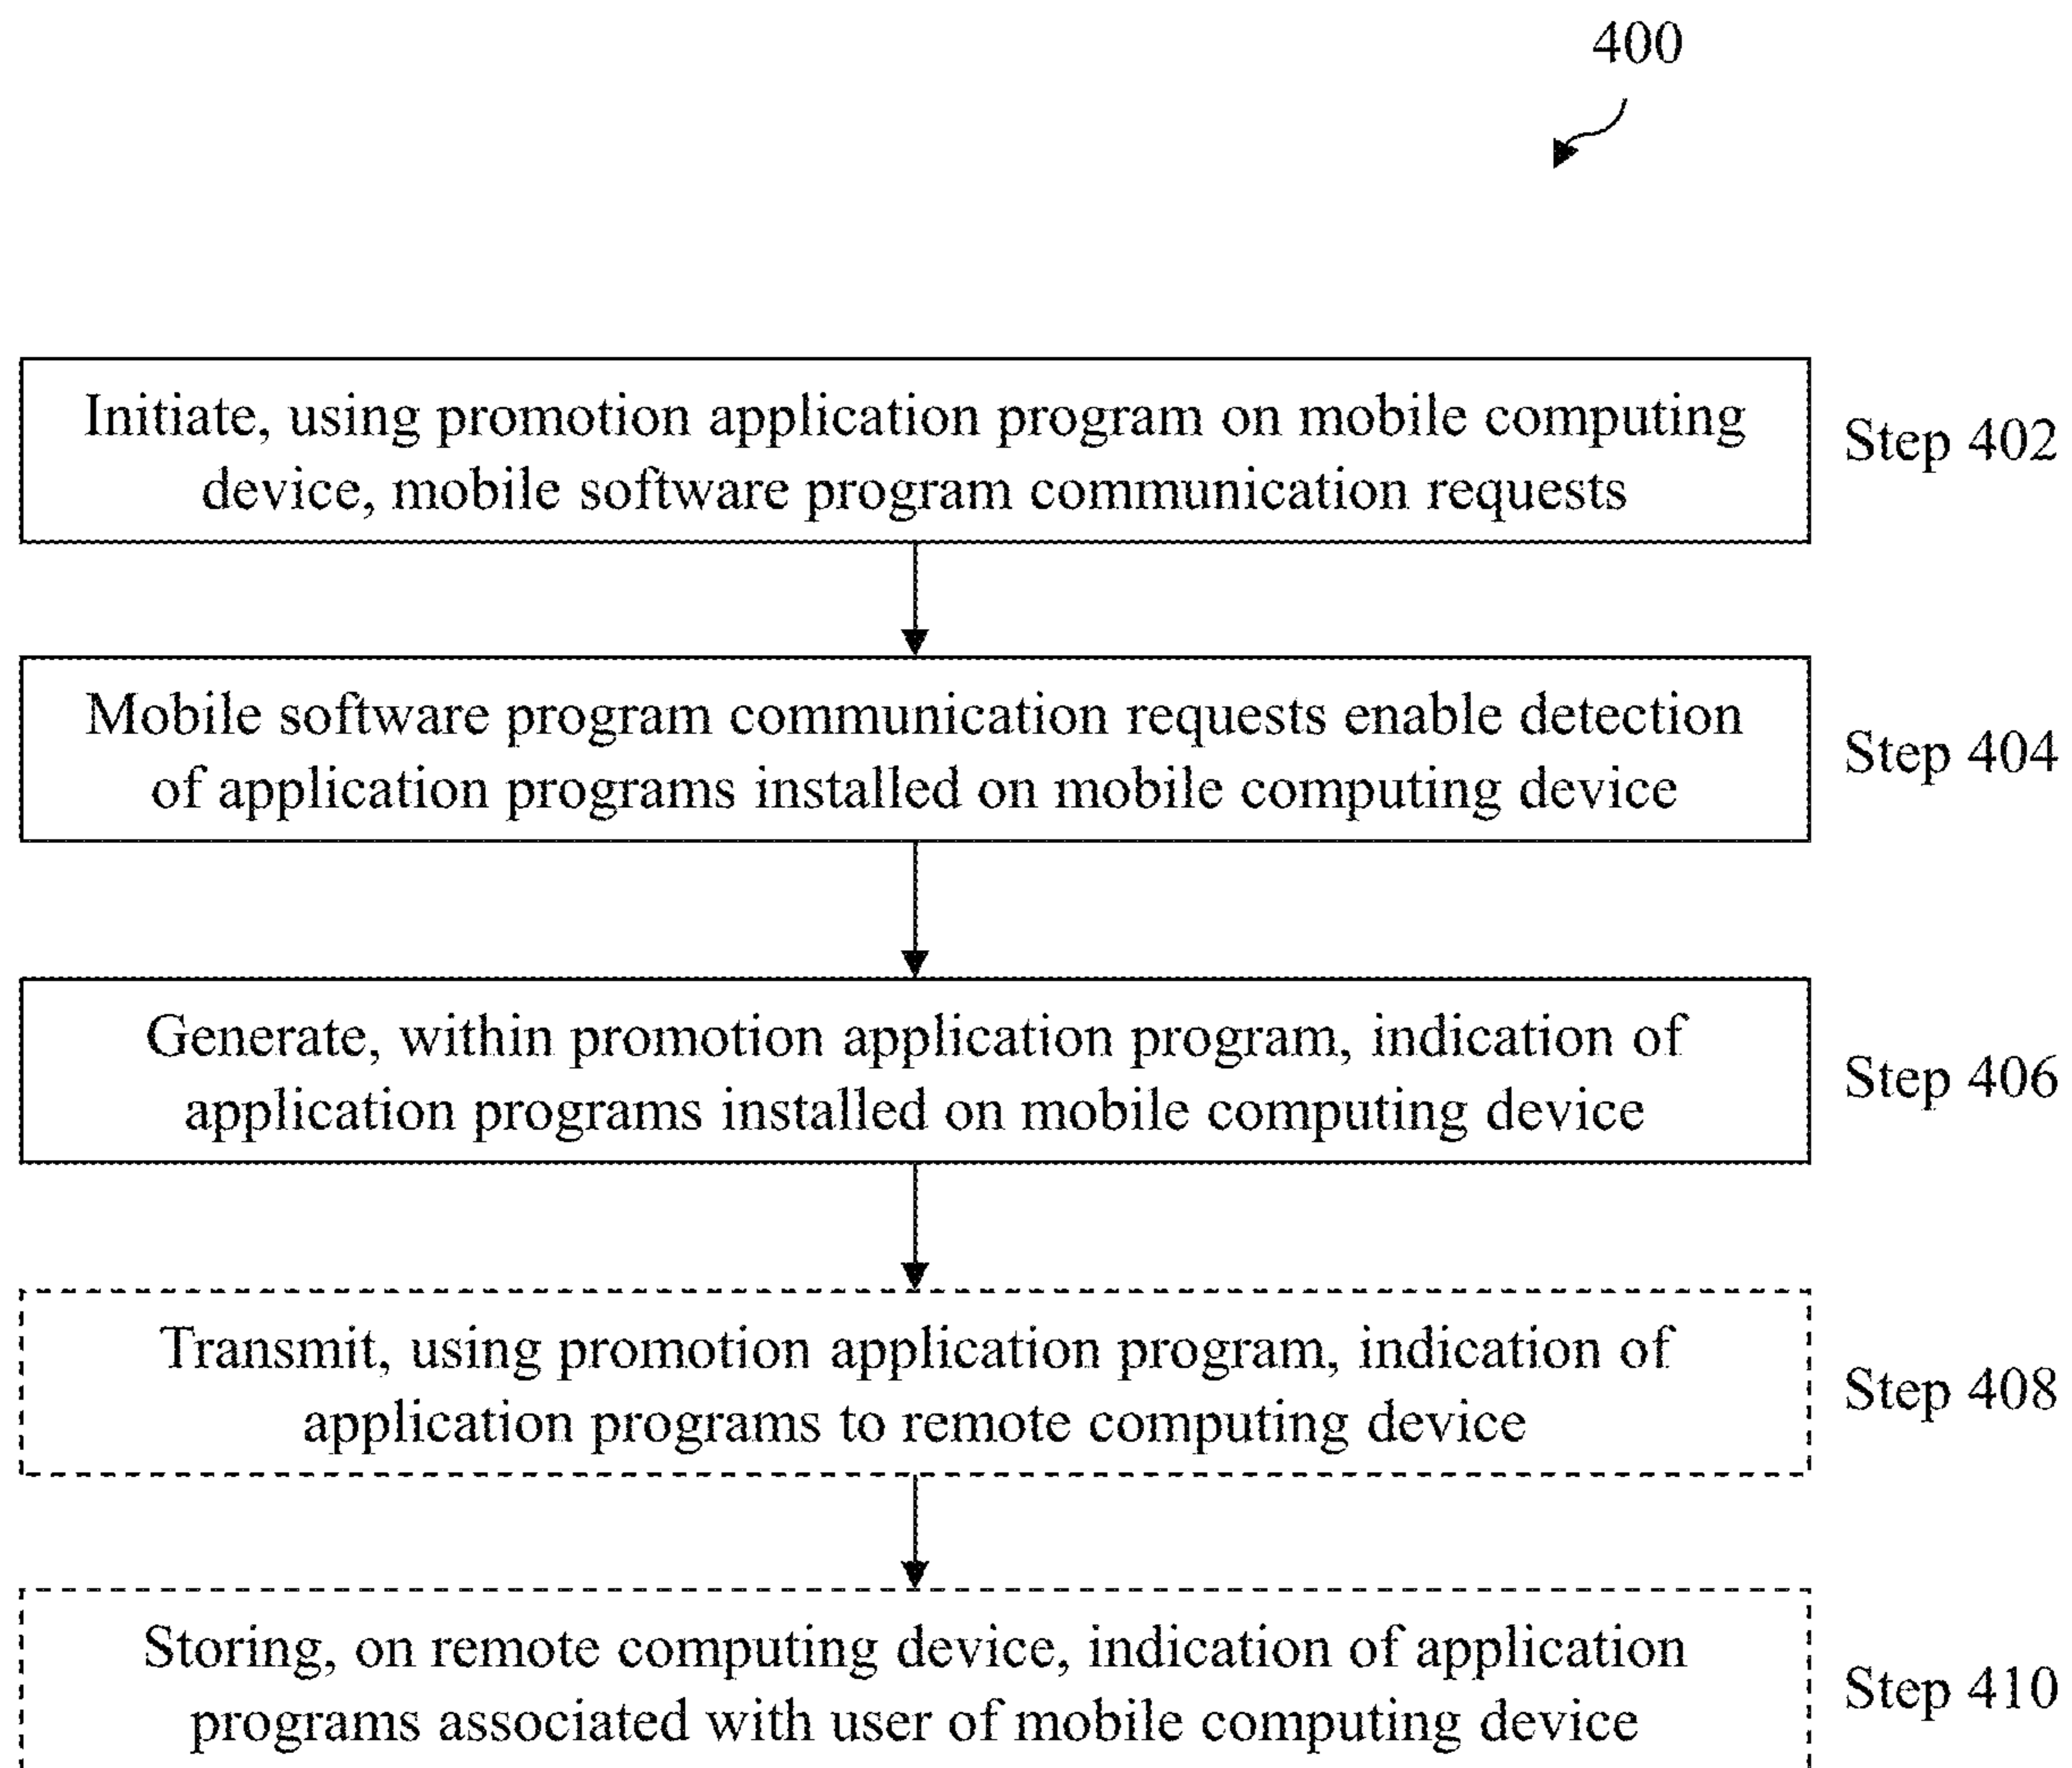 400
Initiate, using promotion application program on mobile computing
device, mobile software program communication requests
Step 402
Mobile software program communication requests enable detection
of application programs installed on mobile computing device
Step 404
Generate, within promotion application program, indication of
application programs installed on mobile computing device
Step 406
Transmit, using promotion application program, indication of
application programs to remote computing device
Step 408
Storing, on remote computing device, indication of application
programs associated with user of mobile computing device
Step 410